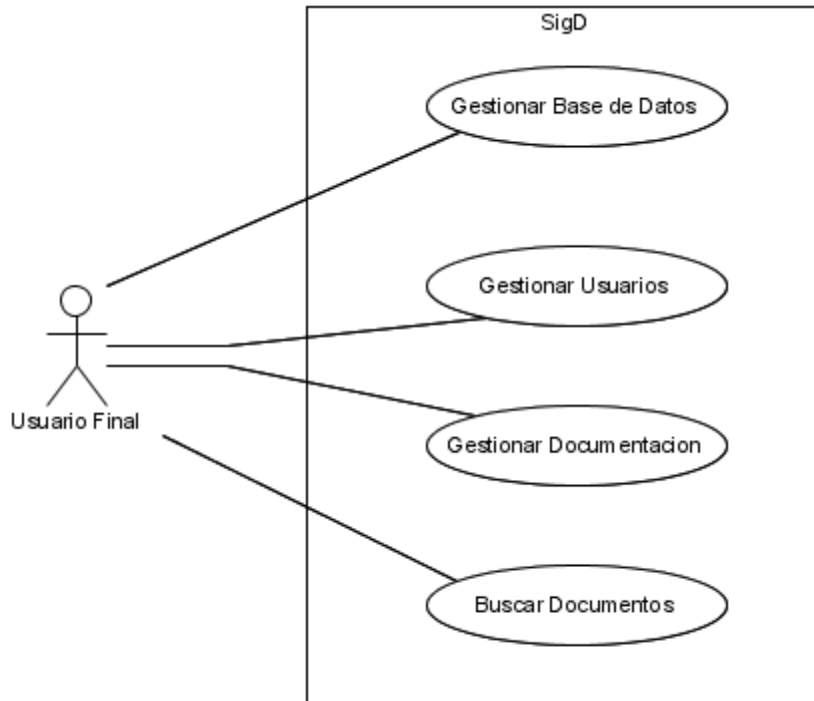 SigD
Gestionar Base de Datos
Gestionar Usuarios
Usuario Final
Gestionar Documentacion
Buscar Documentos